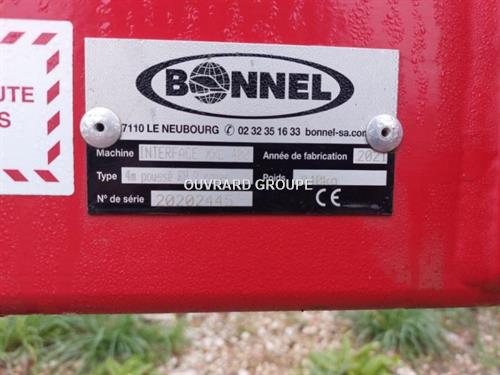 UTE
S
BONNEL
7110 LE NEUBOURG ✆ 02 32 35 16 33 bonnel-sa.com
Machine INTERFACE Année de fabrication 2021
Type 4m poussé Poids
OUVRARD GROUPE
N° de série 20202445 CE